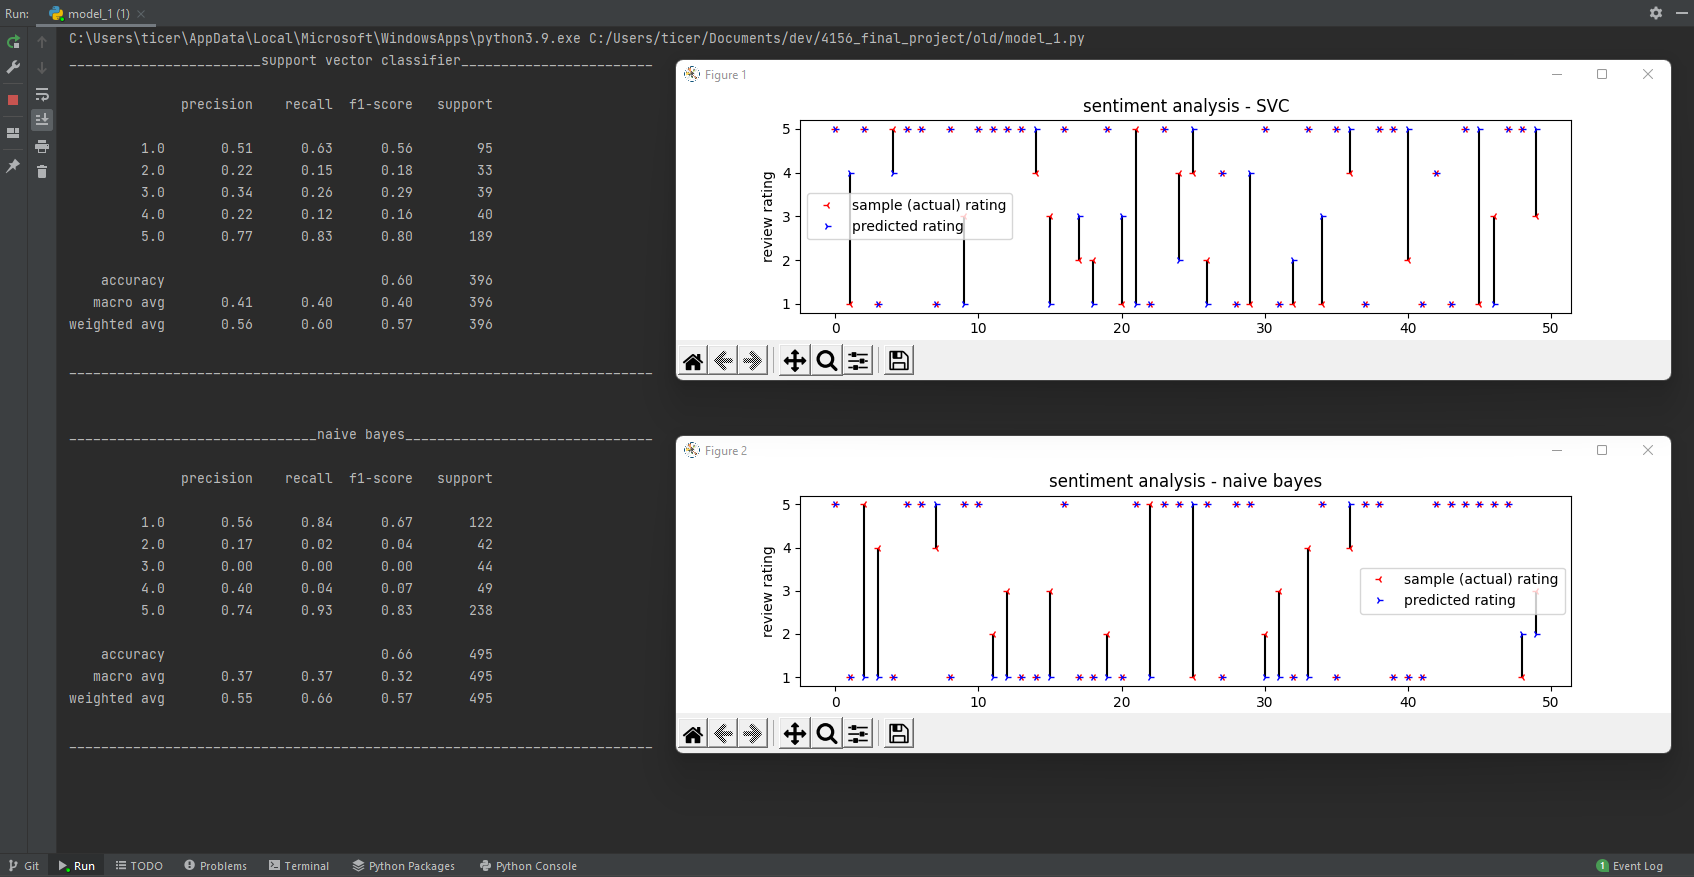 Run: model_1 (1)
C:\Users\ticer\AppData\Local\Microsoft\WindowsApps\python3.9.exe C:/Users/ticer/Documents/dev/4156_final_project/old/model_1.py
________________________support vector classifier________________________
precision recall f1-score support
1.0 0.51 0.63 0.56 95
2.0 0.22 0.15 0.18 33
3.0 0.34 0.26 0.29 39
4.0 0.22 0.12 0.16 40
5.0 0.77 0.83 0.80 189
accuracy 0.60 396
macro avg 0.41 0.40 0.40 396
weighted avg 0.56 0.60 0.57 396
_________________________________________________________________________
_______________________________naive bayes_______________________________
precision recall f1-score support
1.0 0.56 0.84 0.67 122
2.0 0.17 0.02 0.04 42
3.0 0.00 0.00 0.00 44
4.0 0.40 0.04 0.07 49
5.0 0.74 0.93 0.83 238
accuracy 0.66 495
macro avg 0.37 0.37 0.32 495
weighted avg 0.55 0.66 0.57 495
_________________________________________________________________________
Figure 1
sentiment analysis - SVC
review rating
5
4
3
2
1
sample (actual) rating
predicted rating
0 10 20 30 40 50
Figure 2
sentiment analysis - naive bayes
review rating
5
4
3
2
1
sample (actual) rating
predicted rating
0 10 20 30 40 50
Git Run TODO Problems Terminal Python Packages Python Console 1 Event Log